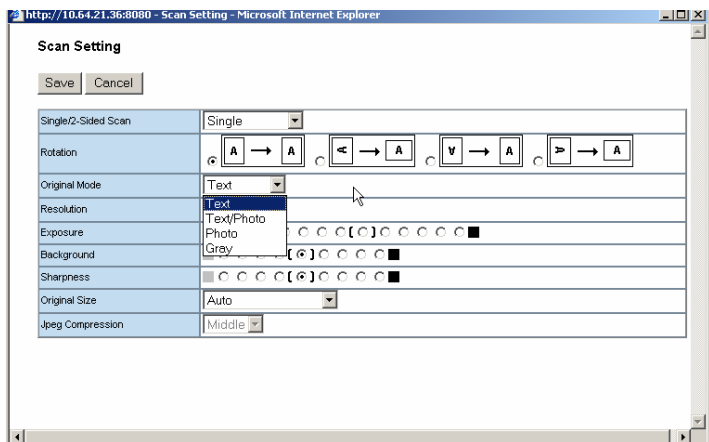 http://10.64.21.36:8080 - Scan Setting - Microsoft Internet Explorer
Scan Setting
Save Cancel
Single/2-Sided Scan Single
Rotation A → A A → A A → A A → A
Original Mode Text
Resolution Text
Text/Photo
Exposure Photo
Background Gray
Sharpness
Original Size Auto
Jpeg Compression Middle